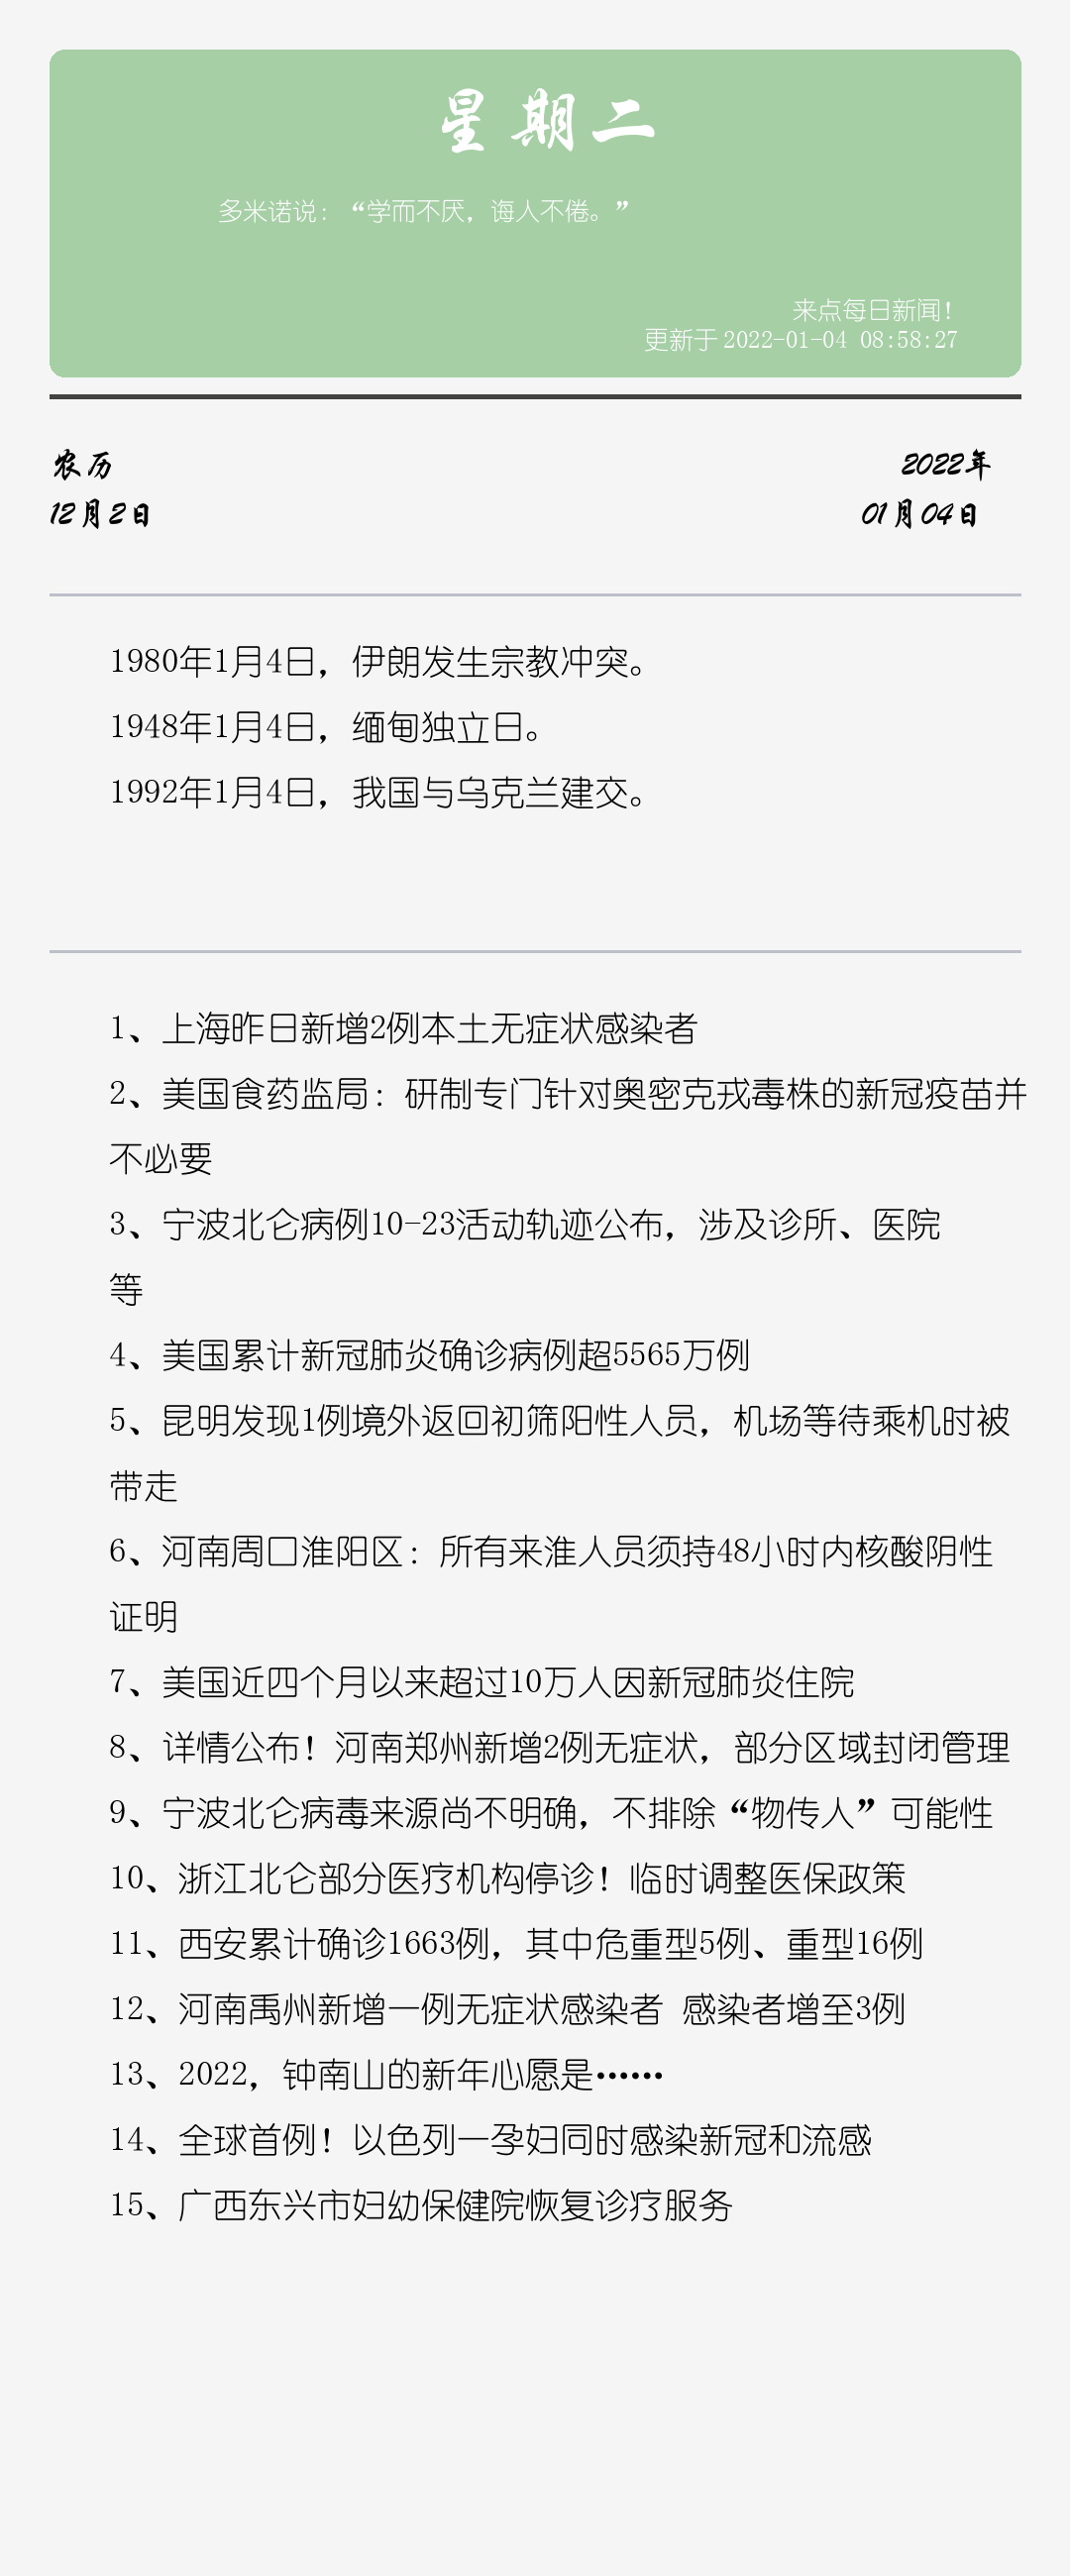 星期二
多米诺说：“学而不厌，诲人不倦。”
来点每日新闻！
更新于2022-01-04 08:58:27
农历
2022年
12月2日
01月04日
1980年1月4日，伊朗发生宗教冲突。
1948年1月4日，缅甸独立日。
1992年1月4日，我国与乌克兰建交。
1、上海昨日新增2例本土无症状感染者
2、美国食药监局：研制专门针对奥密克戎毒株的新冠疫苗并
不必要
3、宁波北仑病例10-23活动轨迹公布，涉及诊所、医院
等
4、美国累计新冠肺炎确诊病例超5565万例
5、昆明发现1例境外返回初筛阳性人员，机场等待乘机时被
带走
6、河南周口淮阳区：所有来淮人员须持48小时内核酸阴性
证明
7、美国近四个月以来超过10万人因新冠肺炎住院
8、详情公布！河南郑州新增2例无症状，部分区域封闭管理
9、宁波北仑病毒来源尚不明确，不排除“物传人”可能性
10、浙江北仑部分医疗机构停诊！临时调整医保政策
11、西安累计确诊1663例，其中危重型5例、重型16例
12、河南禹州新增一例无症状感染者 感染者增至3例
13、2022，钟南山的新年心愿是……
14、全球首例！以色列一孕妇同时感染新冠和流感
15、广西东兴市妇幼保健院恢复诊疗服务